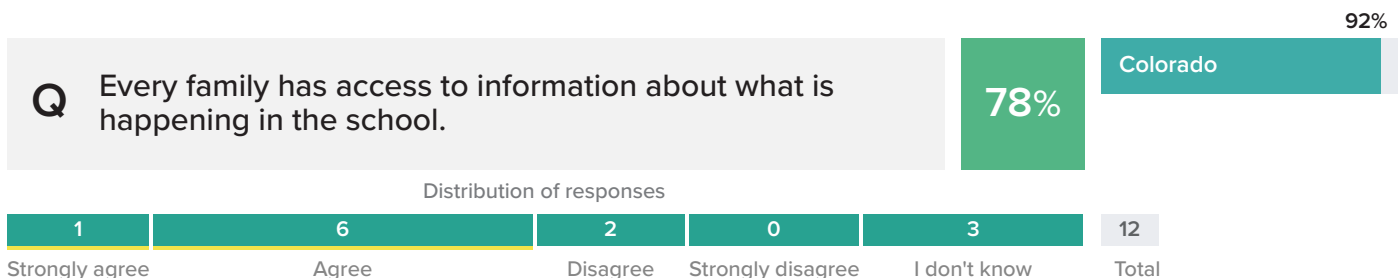 92%
Q Every family has access to information about what is
happening in the school.
78%
Colorado
Distribution of responses
1 6 2 0 3 12
Strongly agree Agree Disagree Strongly disagree I don't know Total